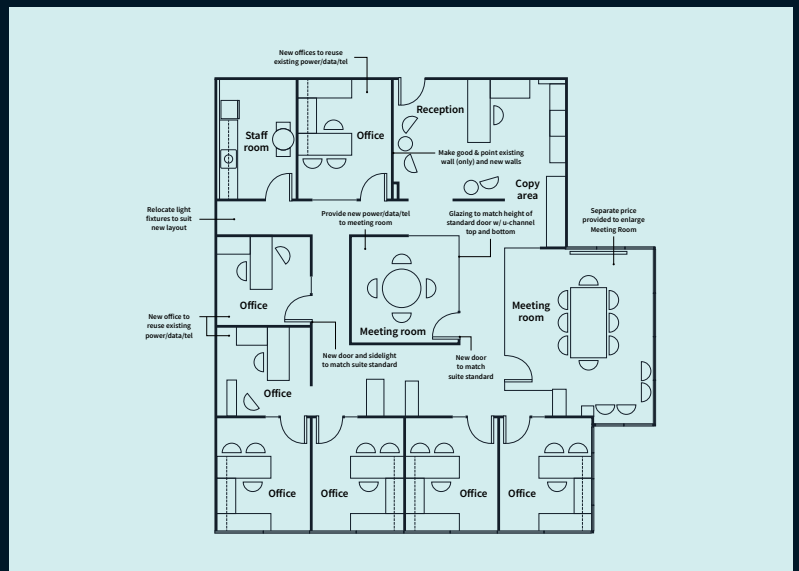 New offices to reuse
existing power/data/tel
Reception
Staff
room
Office
Make good & point existing
wall (only) and new walls
Copy
area
Relocate light
fixtures to suit
new layout
Provide new power/data/tel
to meeting room
Glazing to match height of
standard door w/ u-channel
top and bottom
Separate price
provided to enlarge
Meeting Room
Office
Meeting
room
New office to
reuse existing
power/data/tel
Meeting room
New door and sidelight
to match suite standard
New door
to match
suite standard
Office
Office
Office
Office
Office